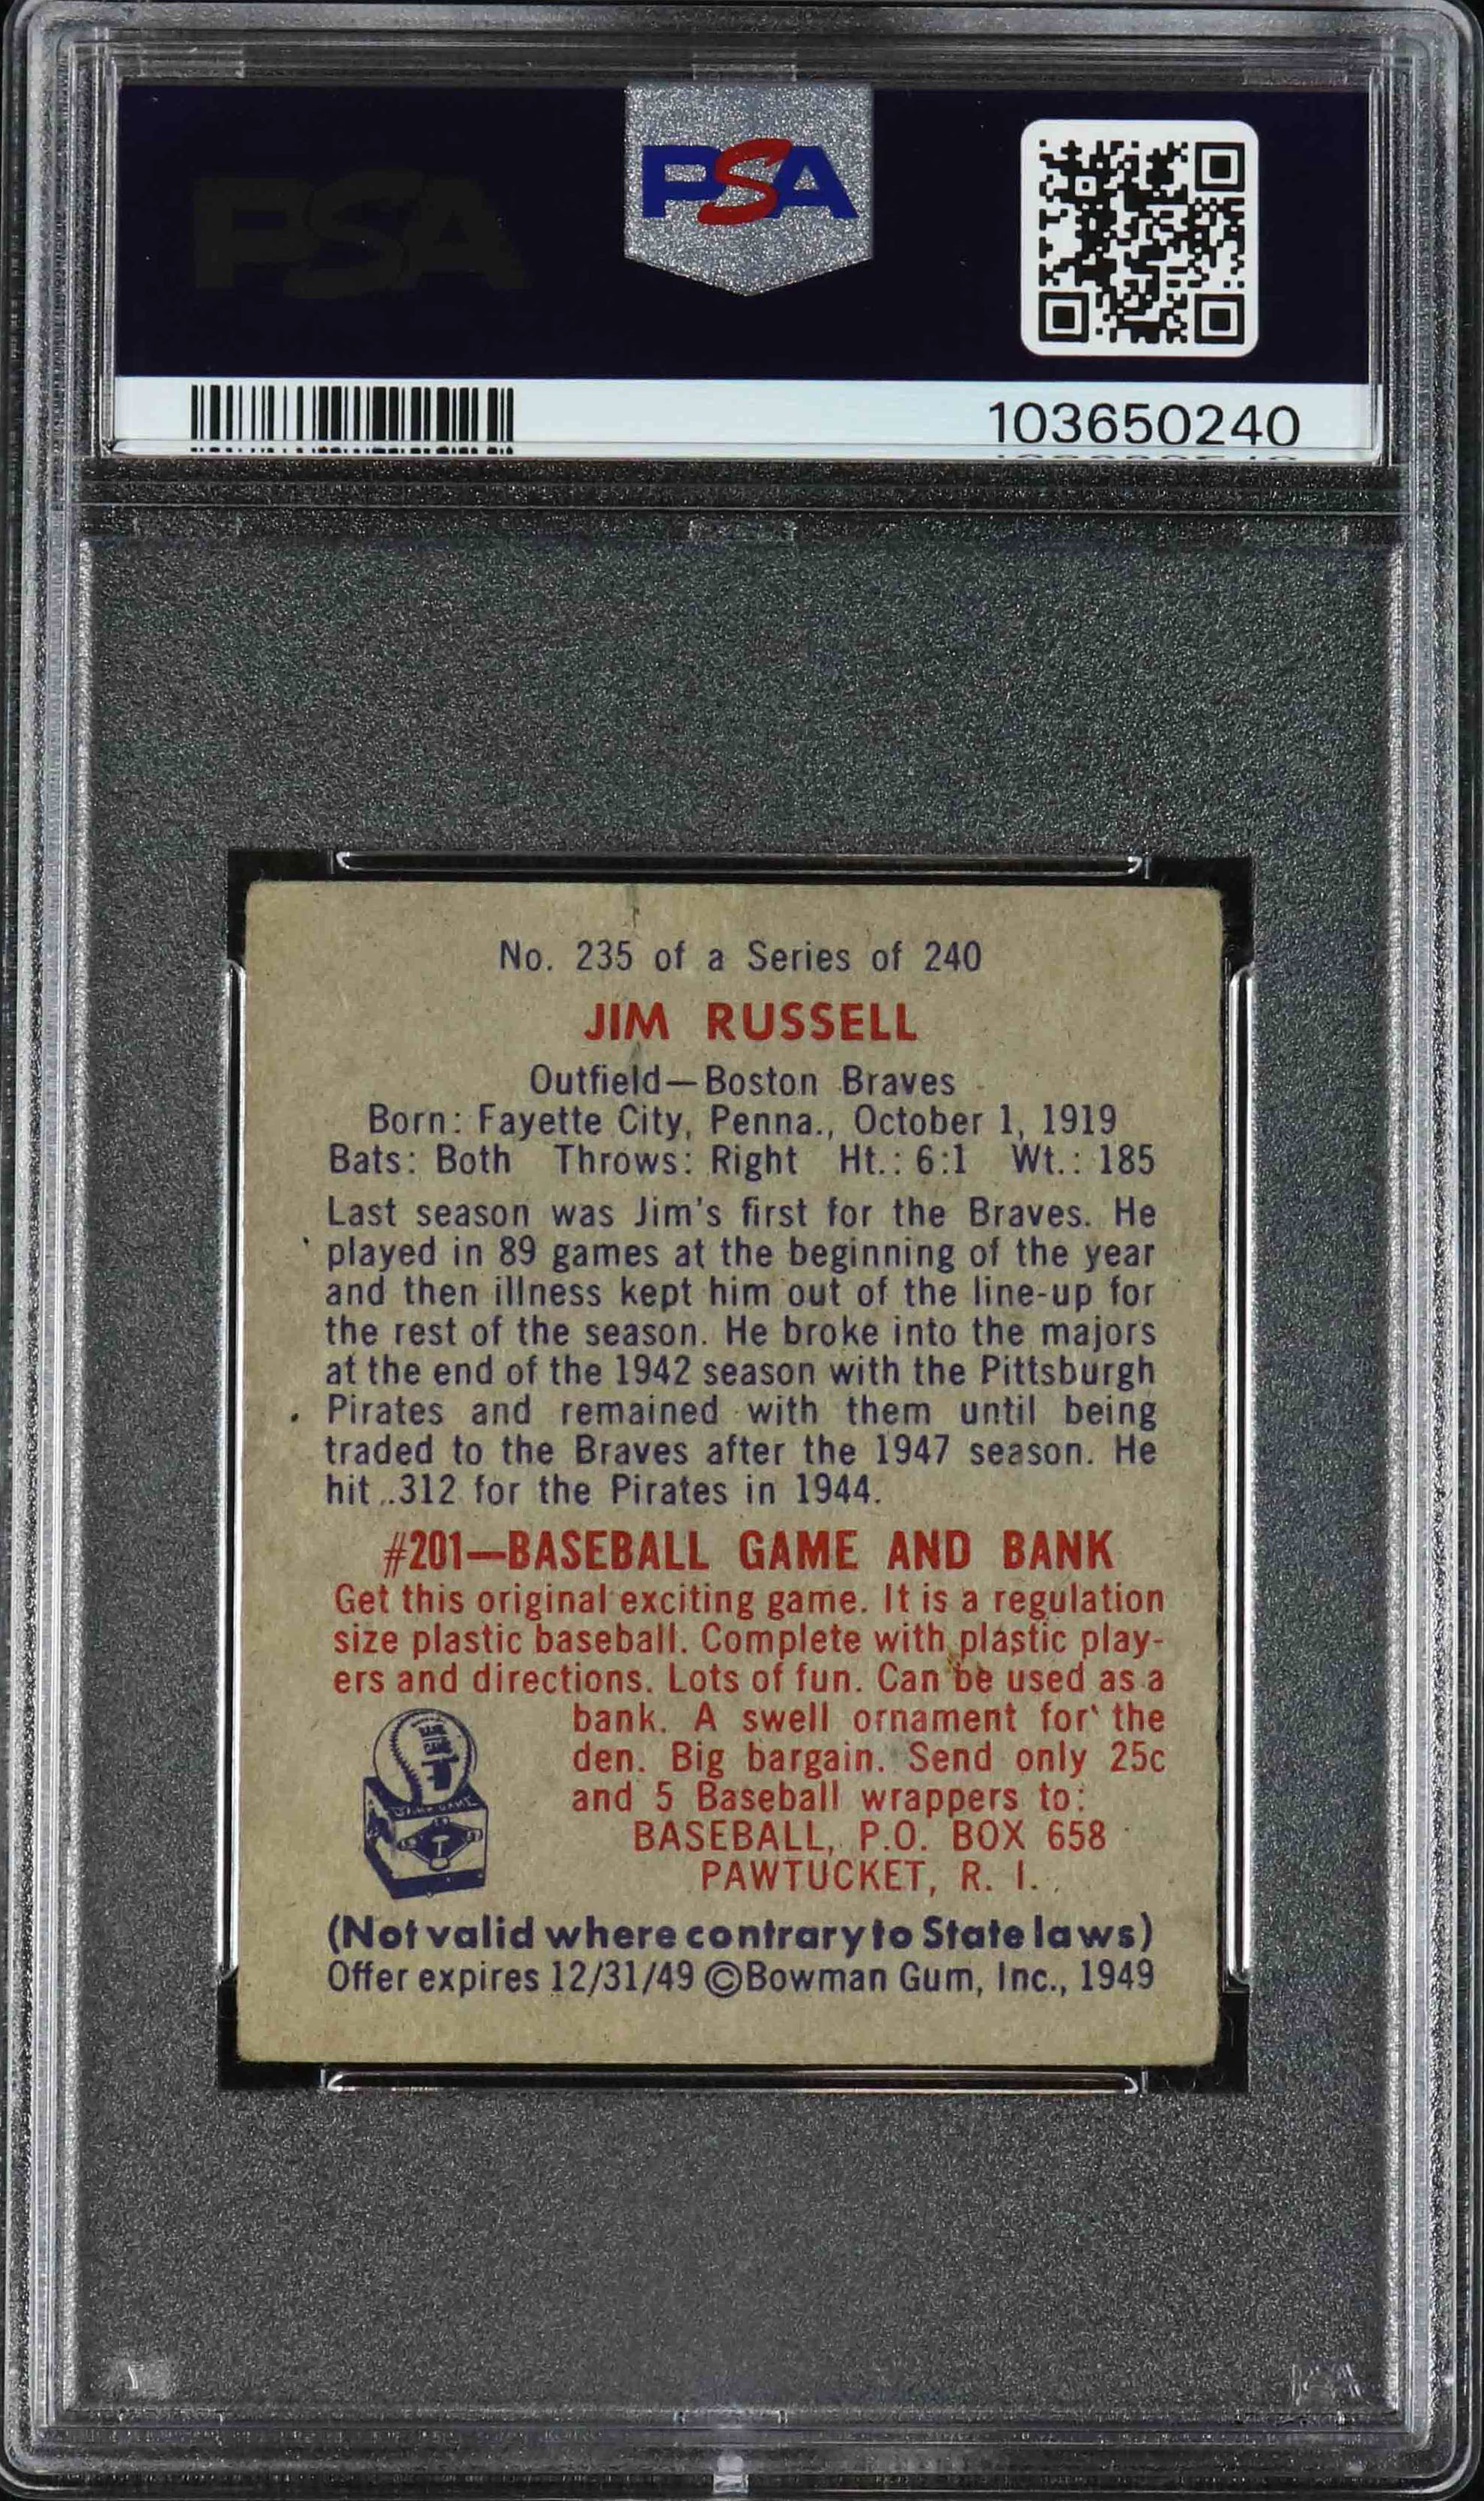 PSA
PSA
103650240
No. 235 of a Series of 240
JIM RUSSELL
Outfield—Boston Braves
Born: Fayette City, Penna., October 1, 1919
Bats: Both Throws: Right Ht.: 6:1 Wt.: 185
Last season was Jim's first for the Braves. He
played in 89 games at the beginning of the year
and then illness kept him out of the line-up for
the rest of the season. He broke into the majors
at the end of the 1942 season with the Pittsburgh
Pirates and remained with them until being
traded to the Braves after the 1947 season. He
hit .312 for the Pirates in 1944.
#201—BASEBALL GAME AND BANK
Get this original exciting game. It is a regulation
size plastic baseball. Complete with plastic play-
ers and directions. Lots of fun. Can be used as a
bank. A swell ornament for the
den. Big bargain. Send only 25c
and 5 Baseball wrappers to:
BASEBALL, P.O. BOX 658
PAWTUCKET, R. I.
BANK
GAME
BANK GAME
(Not valid where contrary to State laws)
Offer expires 12/31/49 ©Bowman Gum, Inc., 1949